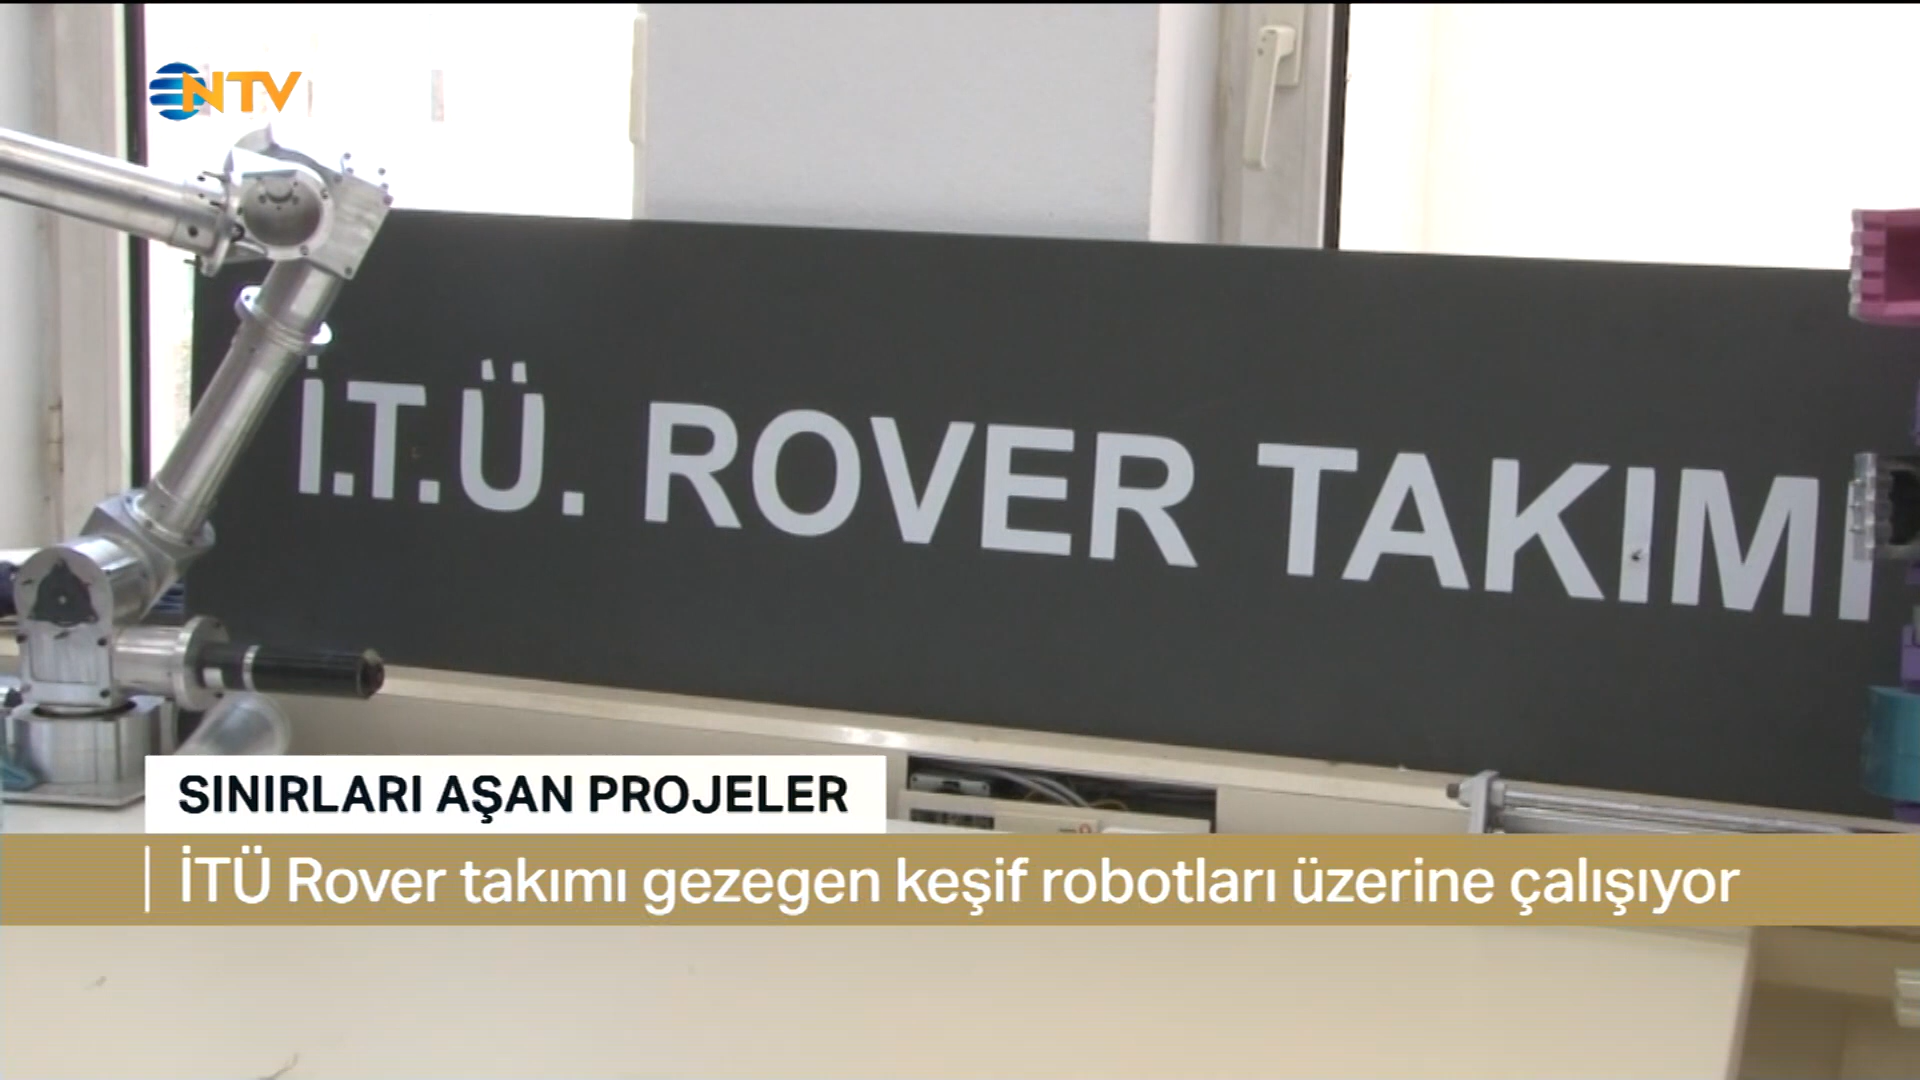 NTV
İ.T.Ü. ROVER TAKIMI
SINIRLARI AŞAN PROJELER
İTÜ Rover takımı gezegen keşif robotları üzerine çalışıyor